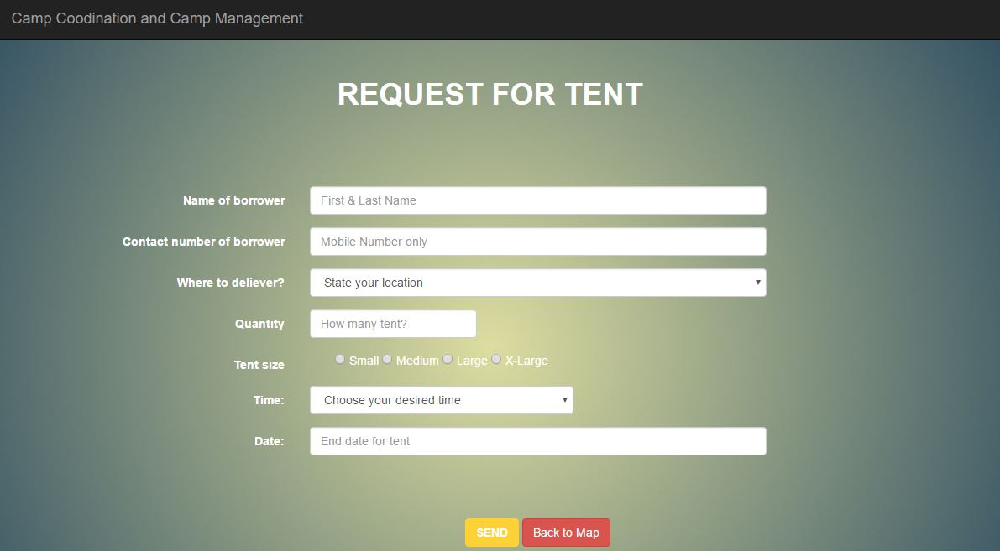 Camp Coodination and Camp Management
REQUEST FOR TENT
Name of borrower First & Last Name
Contact number of borrower Mobile Number only
Where to deliever? State your location
Quantity How many tent?
Tent size Small Medium Large X-Large
Time: Choose your desired time
Date: End date for tent
SEND Back to Map